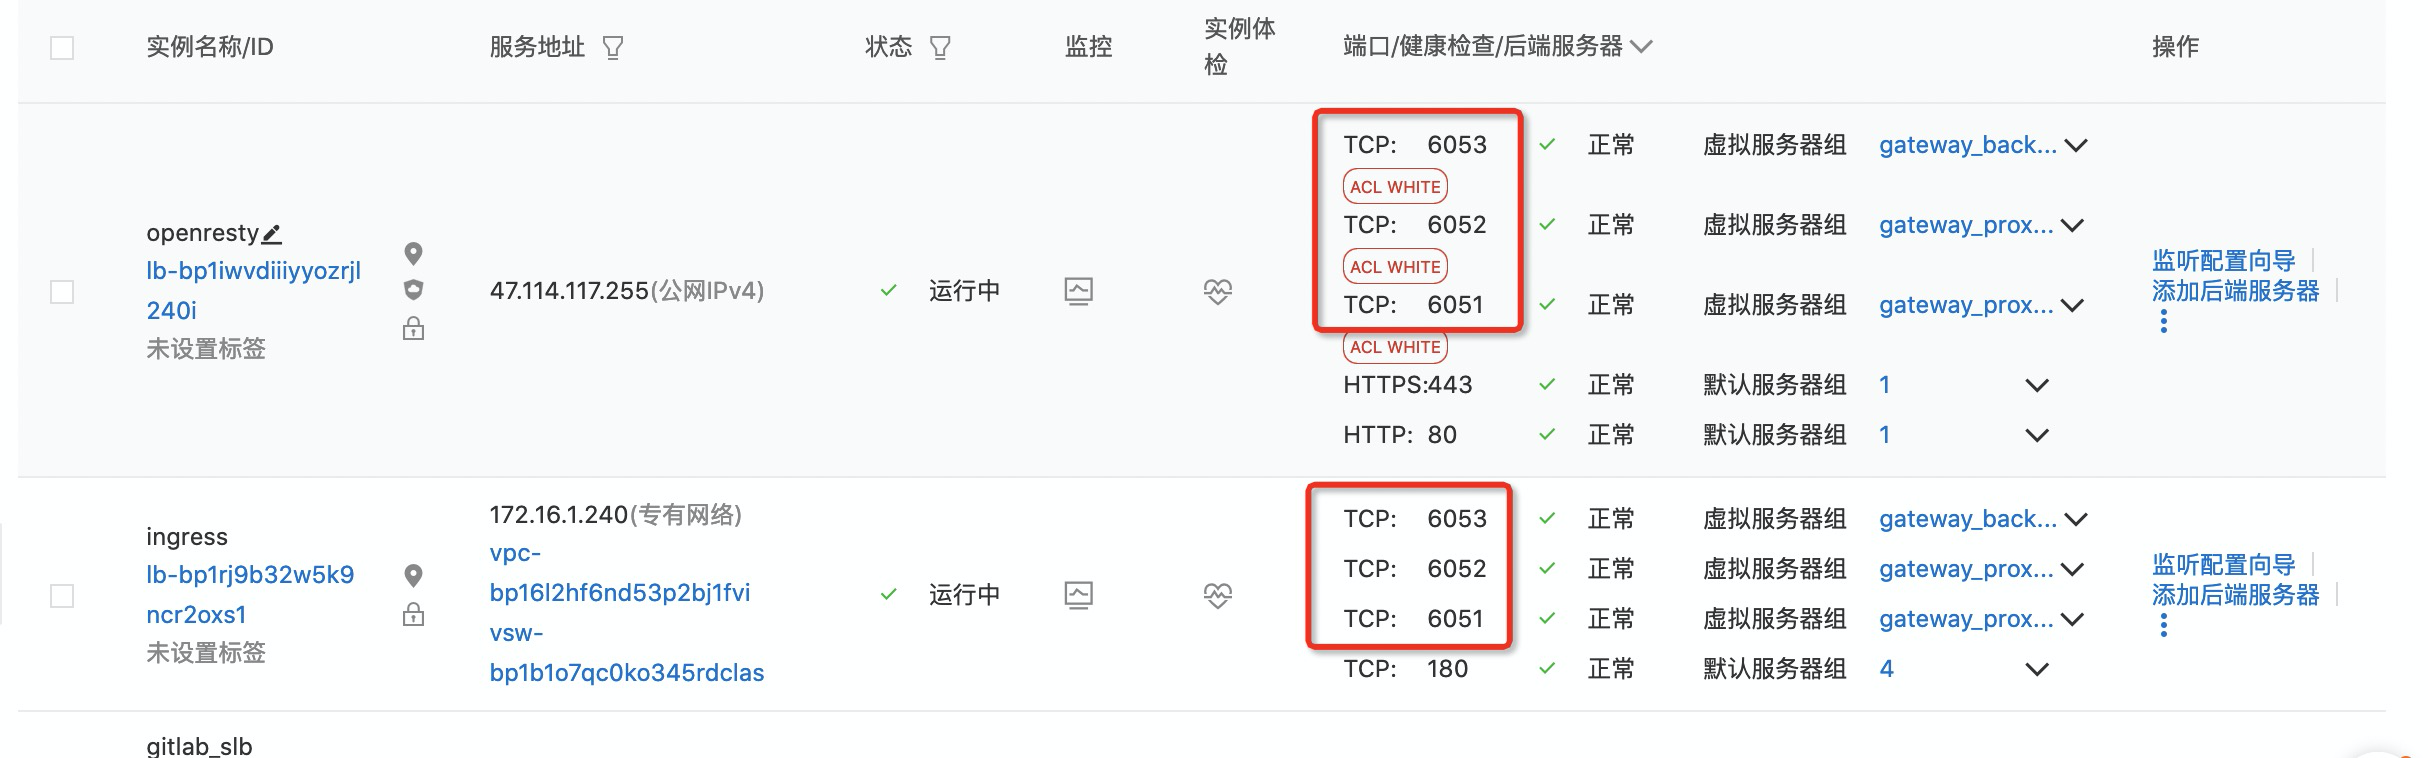 实例名称/ID
服务地址
状态
监控
实例体
检
端口/健康检查/后端服务器
操作
openresty
lb-bp1iwvdiiiyyozrjl
240i
未设置标签
47.114.117.255(公网IPv4)
运行中
TCP: 6053 正常 虚拟服务器组 gateway_back...
ACL WHITE
TCP: 6052 正常 虚拟服务器组 gateway_prox...
ACL WHITE
TCP: 6051 正常 虚拟服务器组 gateway_prox...
ACL WHITE
HTTPS:443 正常 默认服务器组 1
HTTP: 80 正常 默认服务器组 1
监听配置向导
添加后端服务器
ingress
lb-bp1rj9b32w5k9
ncr2oxs1
未设置标签
172.16.1.240(专有网络)
vpc-
bp16l2hf6nd53p2bj1fvi
vsw-
bp1b1o7qc0ko345rdclas
运行中
TCP: 6053 正常 虚拟服务器组 gateway_back...
TCP: 6052 正常 虚拟服务器组 gateway_prox...
TCP: 6051 正常 虚拟服务器组 gateway_prox...
TCP: 180 正常 默认服务器组 4
监听配置向导
添加后端服务器
gitlab_slb